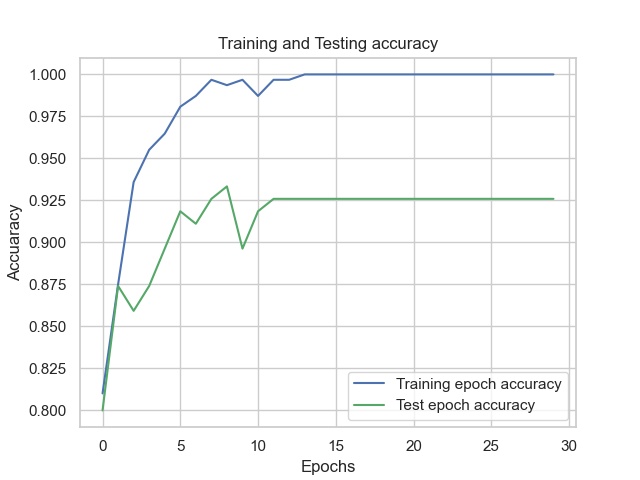 Training and Testing accuracy
1.000
0.975
0.950
0.925
0.900
0.875
0.850
0.825
0.800
Accuaracy
Training epoch accuracy
Test epoch accuracy
0 5 10 15 20 25 30
Epochs